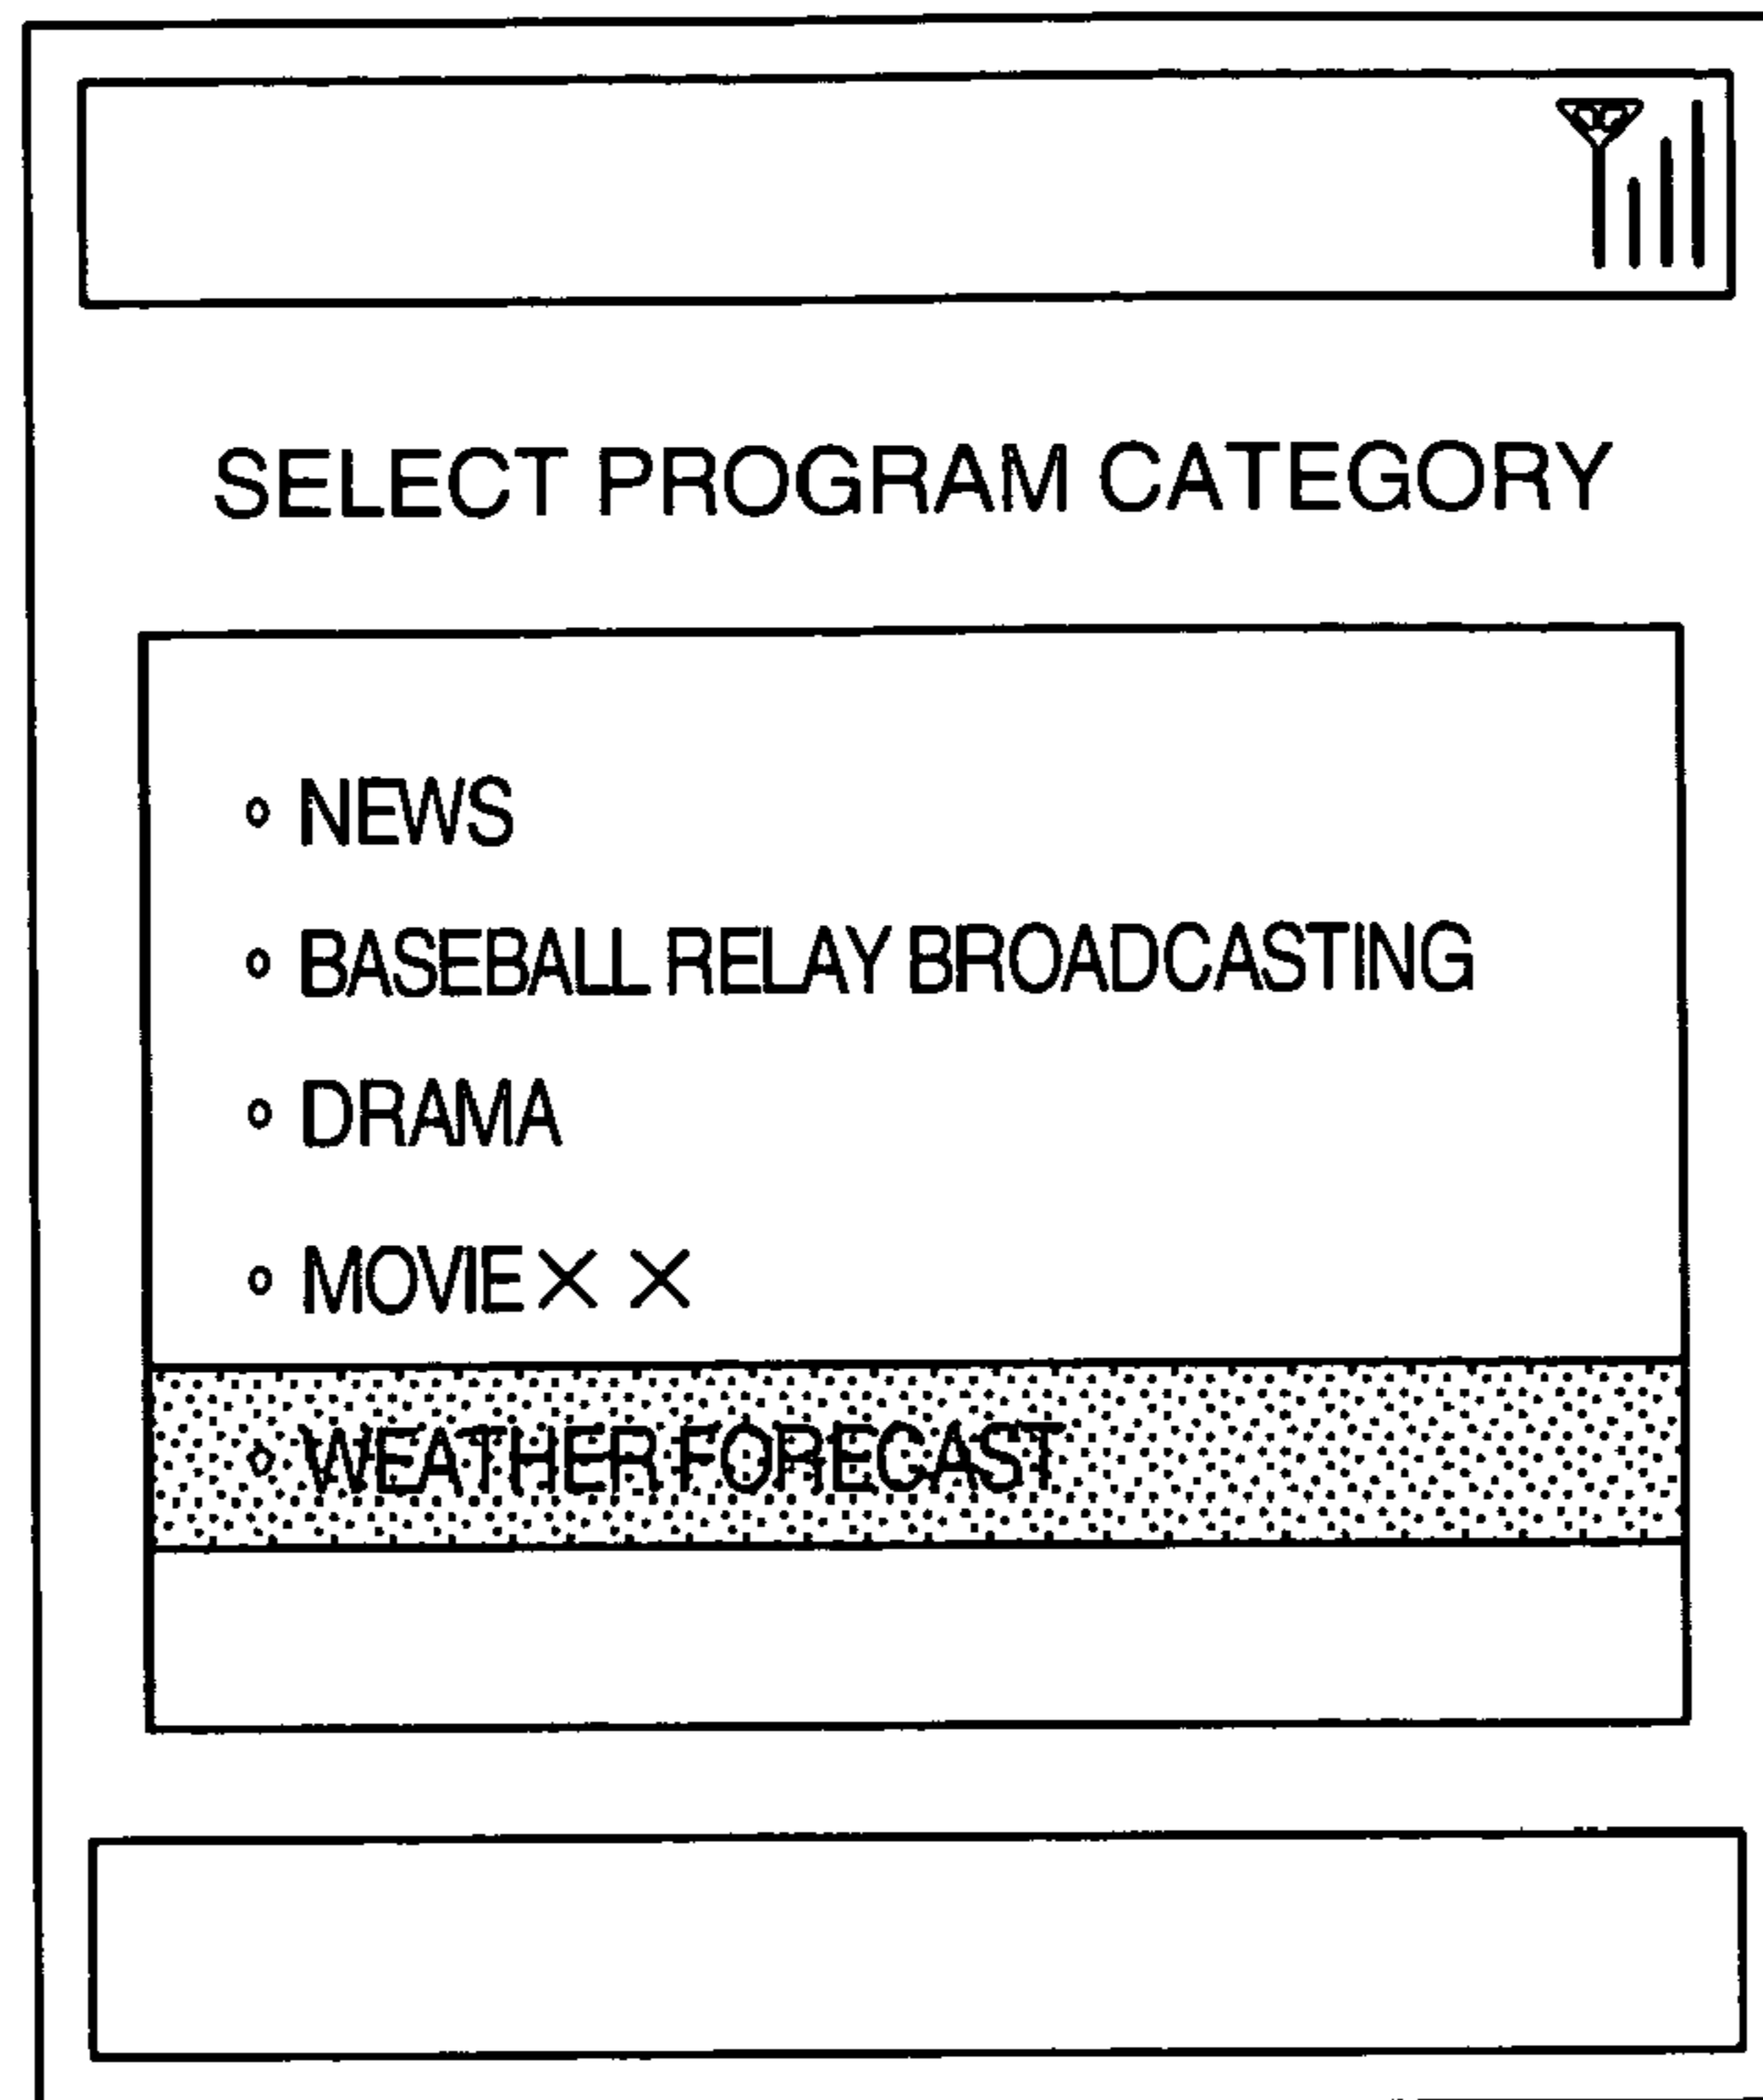 SELECT PROGRAM CATEGORY
∘ NEWS
∘ BASEBALL RELAY BROADCASTING
∘ DRAMA
∘ MOVIE× ×
∘ WEATHER FORECAST